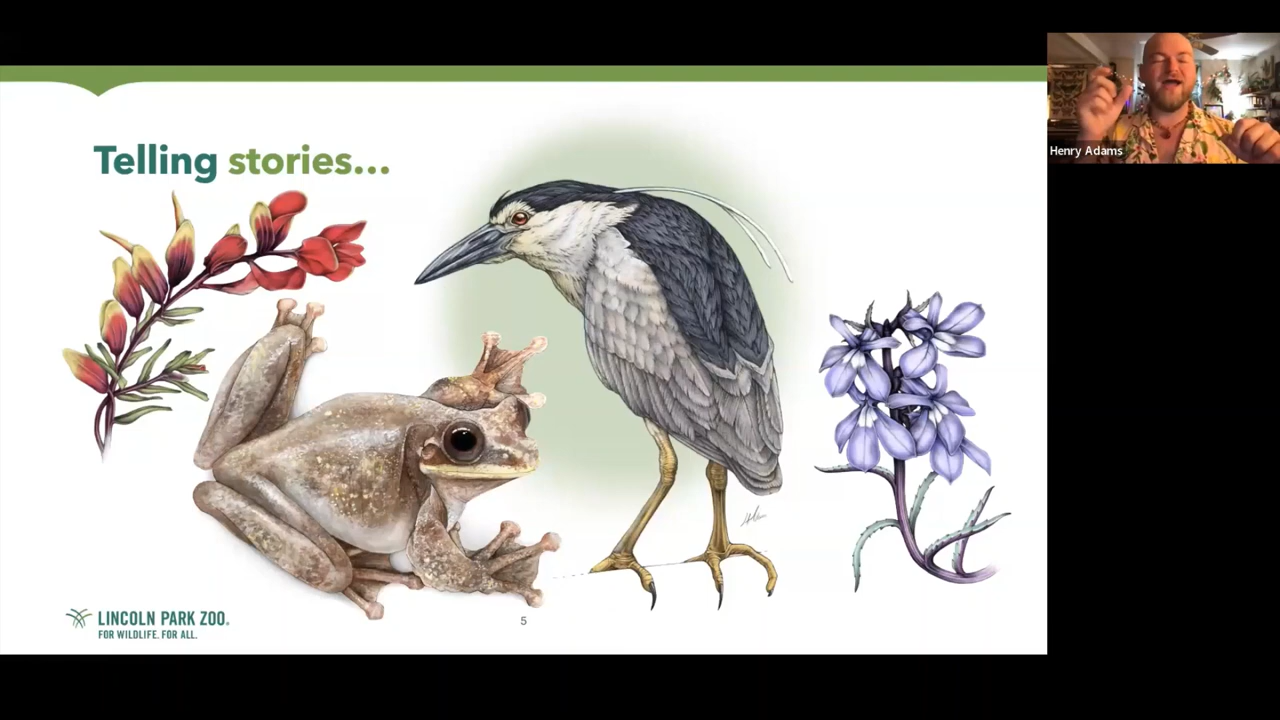 Telling stories...
Henry Adams
LINCOLN PARK ZOO.
FOR WILDLIFE. FOR ALL.
5